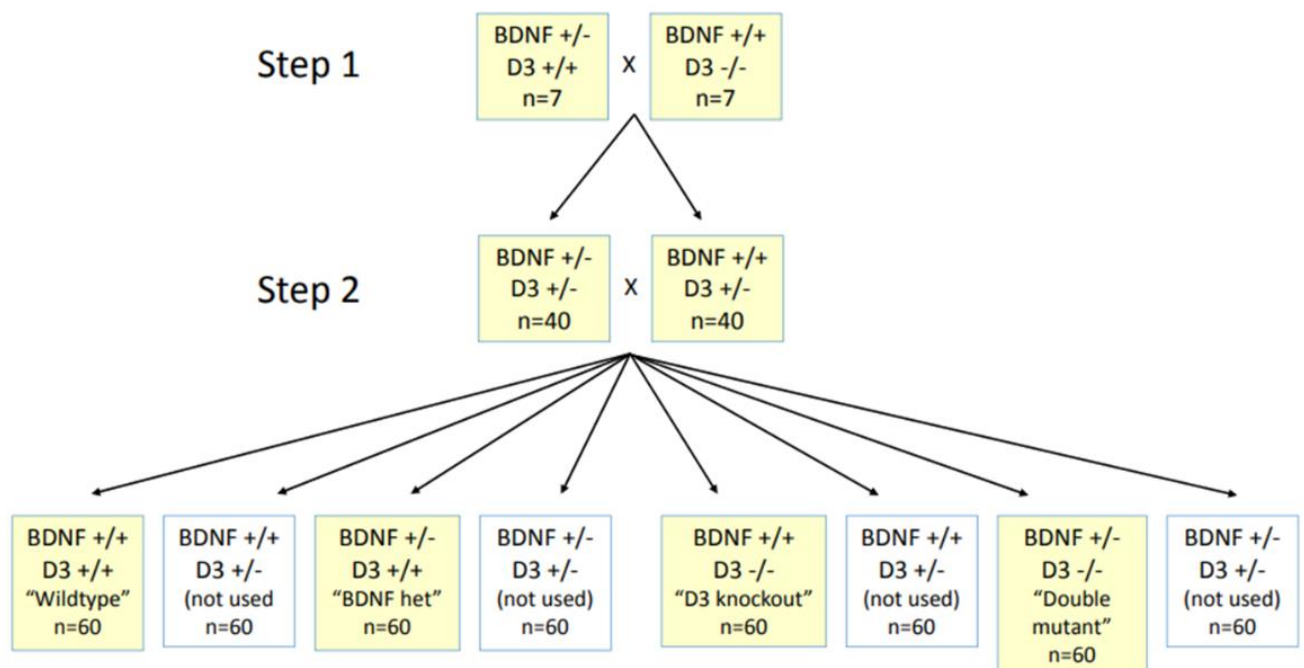 Step 1
BDNF +/-
D3 +/+
n=7
X
BDNF +/+
D3 -/-
n=7
Step 2
BDNF +/-
D3 +/-
n=40
X
BDNF +/+
D3 +/-
n=40
BDNF +/+
D3 +/+
“Wildtype”
n=60
BDNF +/+
D3 +/-
(not used
n=60
BDNF +/-
D3 +/+
“BDNF het”
n=60
BDNF +/-
D3 +/-
(not used)
n=60
BDNF +/+
D3 -/-
“D3 knockout”
n=60
BDNF +/+
D3 +/-
(not used)
n=60
BDNF +/-
D3 -/-
“Double
mutant”
n=60
BDNF +/-
D3 +/-
(not used)
n=60